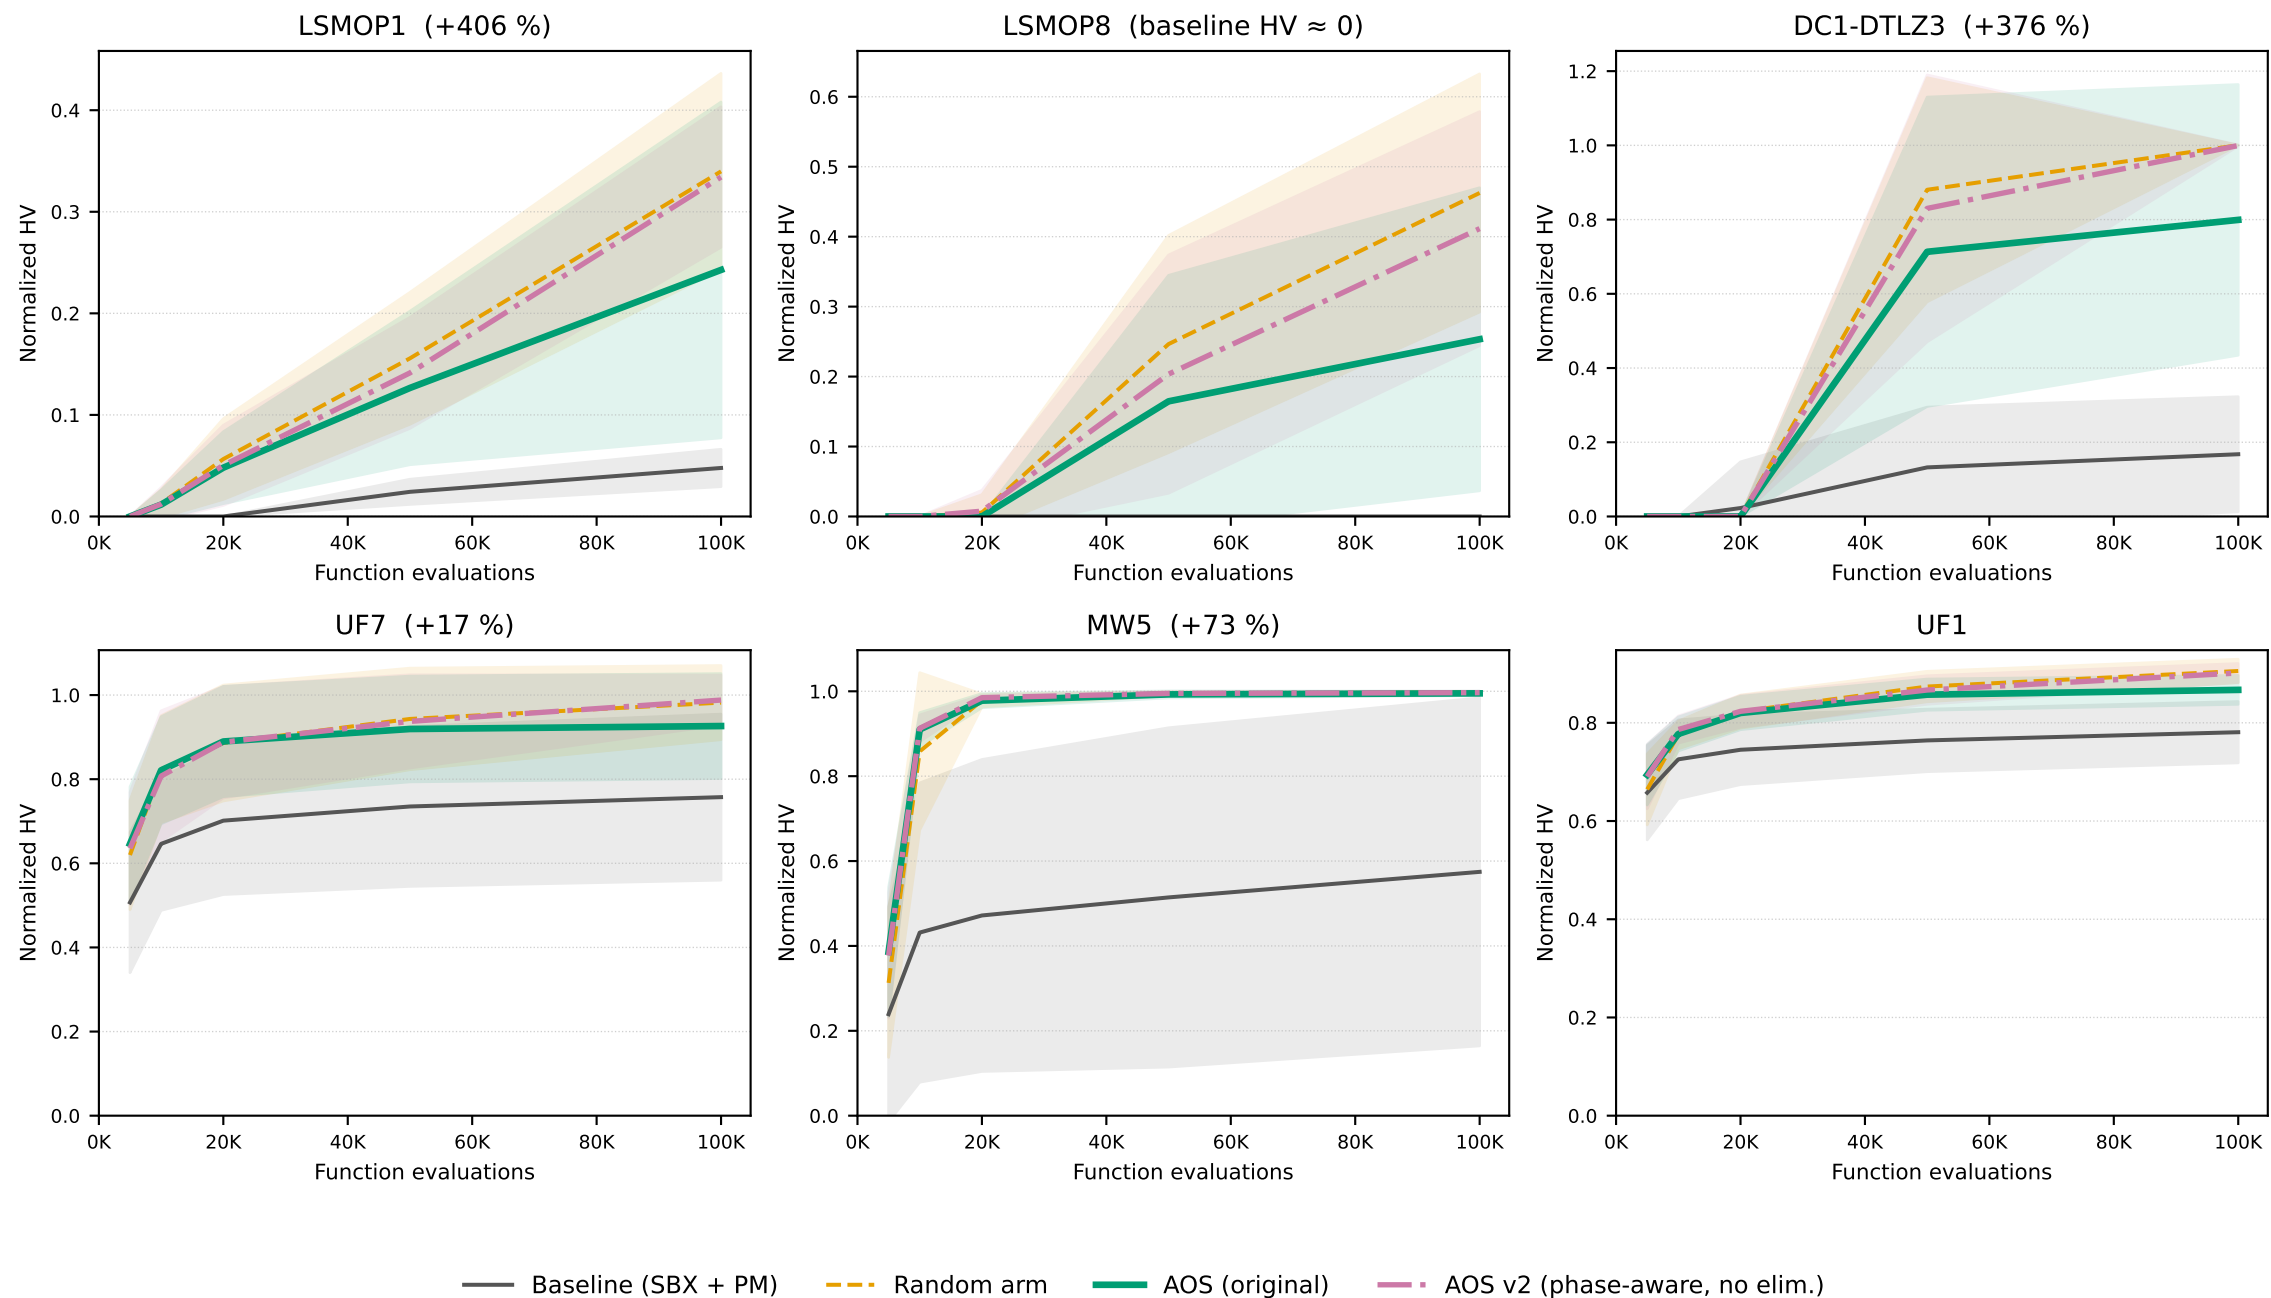 LSMOP1 (+406 %)
Normalized HV
0.4
0.3
0.2
0.1
0.0
0K 20K 40K 60K 80K 100K
Function evaluations
LSMOP8 (baseline HV ≈ 0)
Normalized HV
0.6
0.5
0.4
0.3
0.2
0.1
0.0
0K 20K 40K 60K 80K 100K
Function evaluations
DC1-DTLZ3 (+376 %)
Normalized HV
1.2
1.0
0.8
0.6
0.4
0.2
0.0
0K 20K 40K 60K 80K 100K
Function evaluations
UF7 (+17 %)
Normalized HV
1.0
0.8
0.6
0.4
0.2
0.0
0K 20K 40K 60K 80K 100K
Function evaluations
MW5 (+73 %)
Normalized HV
1.0
0.8
0.6
0.4
0.2
0.0
0K 20K 40K 60K 80K 100K
Function evaluations
UF1
Normalized HV
0.8
0.6
0.4
0.2
0.0
0K 20K 40K 60K 80K 100K
Function evaluations
Baseline (SBX + PM) Random arm AOS (original) AOS v2 (phase-aware, no elim.)